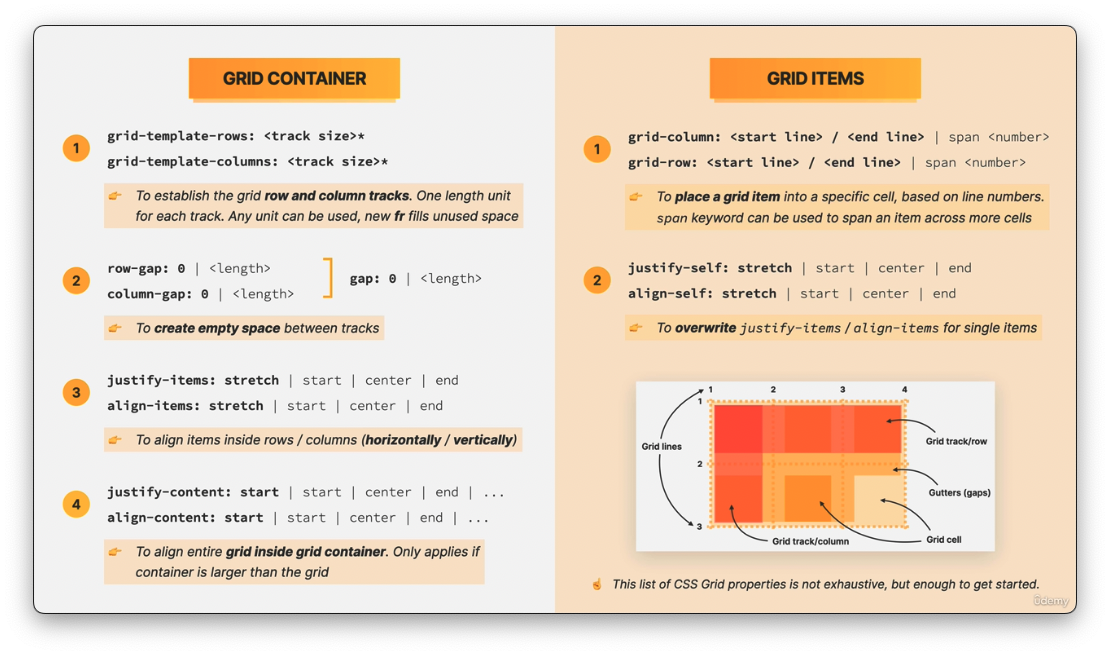 GRID CONTAINER
1
grid-template-rows: <track size>*
grid-template-columns: <track size>*
To establish the grid row and column tracks. One length unit
for each track. Any unit can be used, new fr fills unused space
2
row-gap: 0 | <length>
column-gap: 0 | <length>
gap: 0 | <length>
To create empty space between tracks
3
justify-items: stretch | start | center | end
align-items: stretch | start | center | end
To align items inside rows / columns (horizontally / vertically)
4
justify-content: start | start | center | end | ...
align-content: start | start | center | end | ...
To align entire grid inside grid container. Only applies if
container is larger than the grid
GRID ITEMS
1
grid-column: <start line> / <end line> | span <number>
grid-row: <start line> / <end line> | span <number>
To place a grid item into a specific cell, based on line numbers.
span keyword can be used to span an item across more cells
2
justify-self: stretch | start | center | end
align-self: stretch | start | center | end
To overwrite justify-items / align-items for single items
1 2 3 4
1
Grid track/row
Grid lines
2
Gutters (gaps)
3
Grid track/column
Grid cell
This list of CSS Grid properties is not exhaustive, but enough to get started.
ûdemy